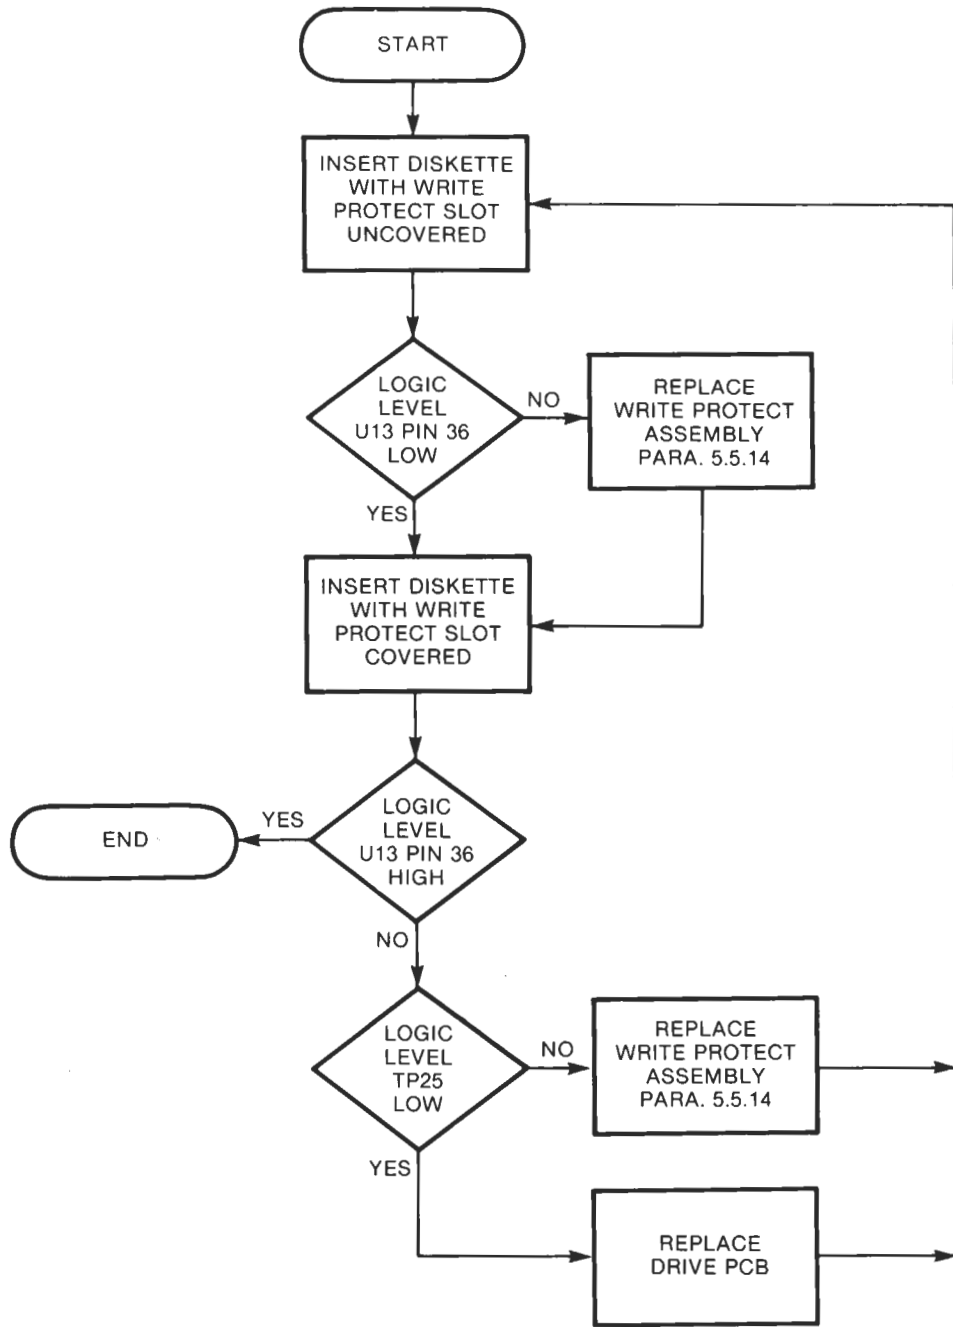 START
INSERT DISKETTE
WITH WRITE
PROTECT SLOT
UNCOVERED
LOGIC
LEVEL
U13 PIN 36
LOW
NO
REPLACE
WRITE PROTECT
ASSEMBLY
PARA. 5.5.14
YES
INSERT DISKETTE
WITH WRITE
PROTECT SLOT
COVERED
LOGIC
LEVEL
U13 PIN 36
HIGH
YES
END
NO
LOGIC
LEVEL
TP25
LOW
NO
REPLACE
WRITE PROTECT
ASSEMBLY
PARA. 5.5.14
YES
REPLACE
DRIVE PCB